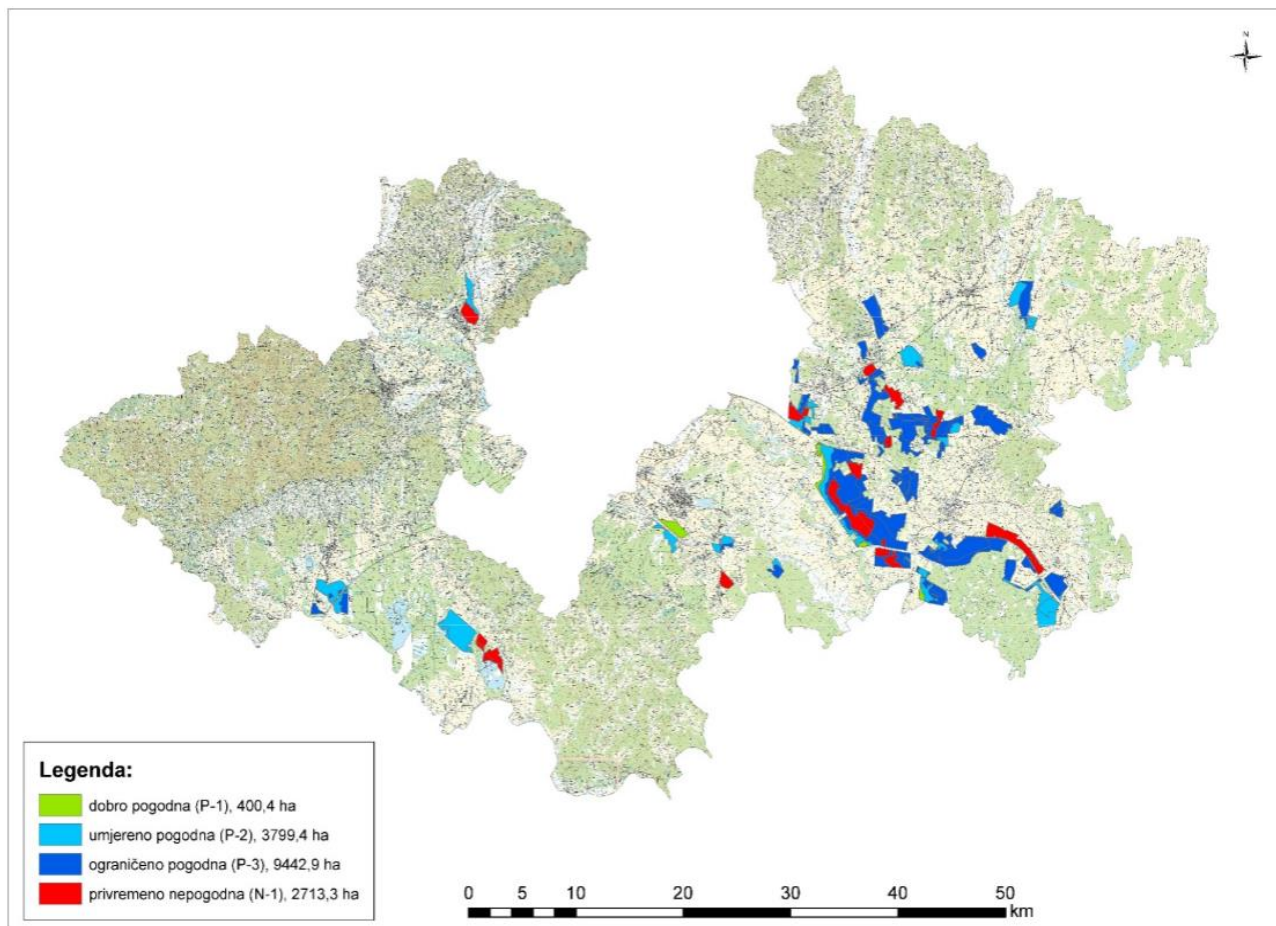 N
Legenda:
dobro pogodna (P-1), 400,4 ha
umjereno pogodna (P-2), 3799,4 ha
ograničeno pogodna (P-3), 9442,9 ha
privremeno nepogodna (N-1), 2713,3 ha
0 5 10 20 30 40 50
km